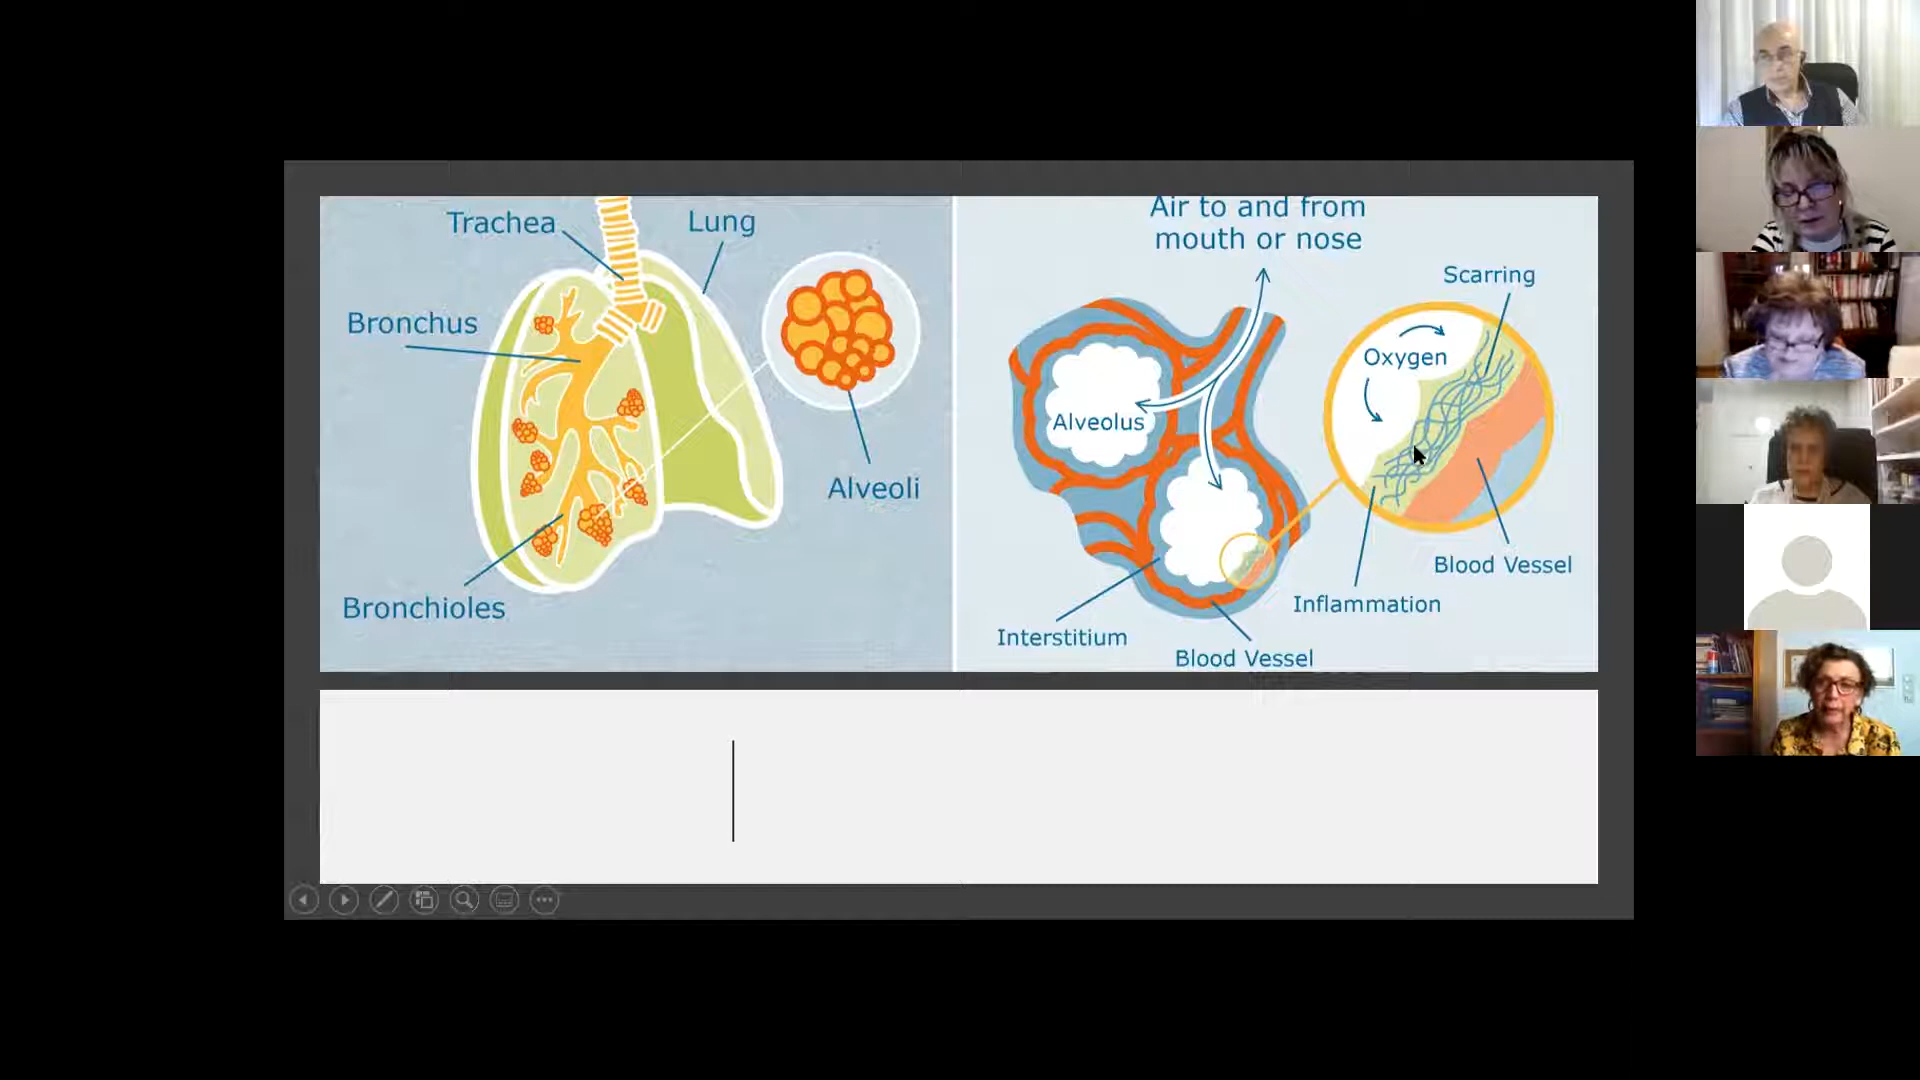 Trachea
Lung
Bronchus
Alveoli
Bronchioles
Air to and from
mouth or nose
Scarring
Oxygen
Alveolus
Blood Vessel
Inflammation
Interstitium
Blood Vessel